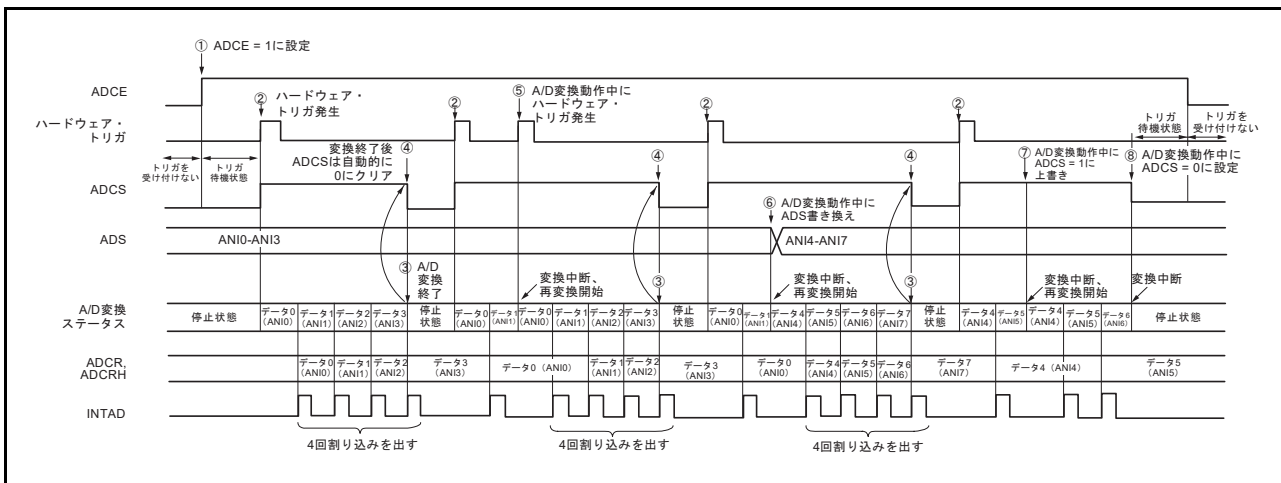 ① ADCE = 1に設定
ADCE
② ハードウェア・
トリガ発生
②
⑤ A/D変換動作中に
ハードウェア・
トリガ発生
②
②
ハードウェア・
トリガ
トリガを
受け付けない
トリガ
待機状態
変換終了後
ADCSは自動的に
0にクリア
④
④
④
⑦ A/D変換動作中に
ADCS = 1に
上書き
トリガ
待機状態
トリガを
受け付けない
⑧ A/D変換動作中に
ADCS = 0に設定
ADCS
⑥ A/D変換動作中に
ADS書き換え
ADS
ANI0-ANI3
ANI4-ANI7
③ A/D
変換
終了
変換中断、
再変換開始
③
変換中断、
再変換開始
③
変換中断、
再変換開始
変換中断
A/D変換
ステータス
停止状態
データ0
(ANI0)
データ1
(ANI1)
データ2
(ANI2)
データ3
(ANI3)
停止
状態
データ0
(ANI0)
データ1
(ANI1)
データ0
(ANI0)
データ1
(ANI1)
データ2
(ANI2)
データ3
(ANI3)
停止
状態
データ0
(ANI0)
データ1
(ANI1)
データ4
(ANI4)
データ5
(ANI5)
データ6
(ANI6)
データ7
(ANI7)
停止
状態
データ4
(ANI4)
データ5
(ANI5)
データ4
(ANI4)
データ5
(ANI5)
データ6
(ANI6)
停止状態
ADCR,
ADCRH
データ0
(ANI0)
データ1
(ANI1)
データ2
(ANI2)
データ3
(ANI3)
データ0 (ANI0)
データ1
(ANI1)
データ2
(ANI2)
データ3
(ANI3)
データ0
(ANI0)
データ4
(ANI4)
データ5
(ANI5)
データ6
(ANI6)
データ7
(ANI7)
データ4 (ANI4)
データ5
(ANI5)
INTAD
4回割り込みを出す
4回割り込みを出す
4回割り込みを出す